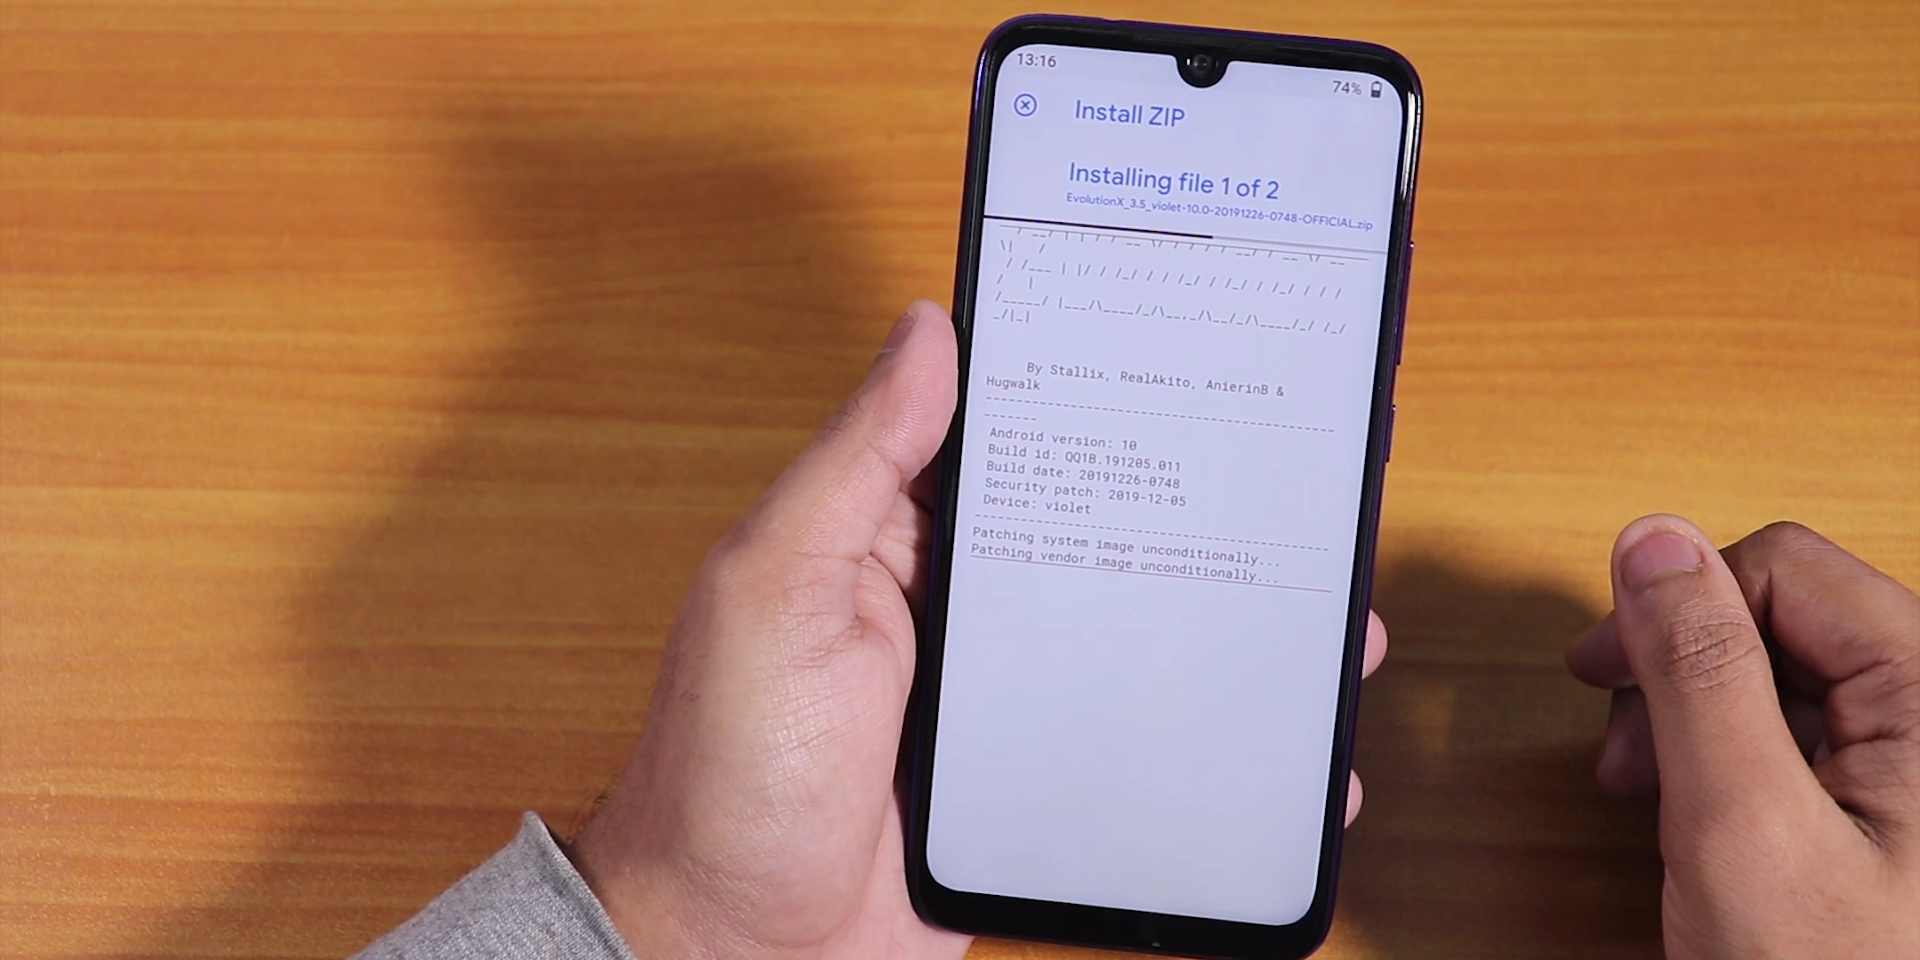 13:16
74%
Install ZIP
Installing file 1 of 2
EvolutionX_3.5_violet-10.0-20191226-0748-OFFICIAL.zip
By Stallix, RealAkito, AnierinB &
Hugwalk
Android version: 10
Build id: QQ1B.191205.011
Build date: 20191226-0748
Security patch: 2019-12-05
Device: violet
Patching system image unconditionally...
Patching vendor image unconditionally...